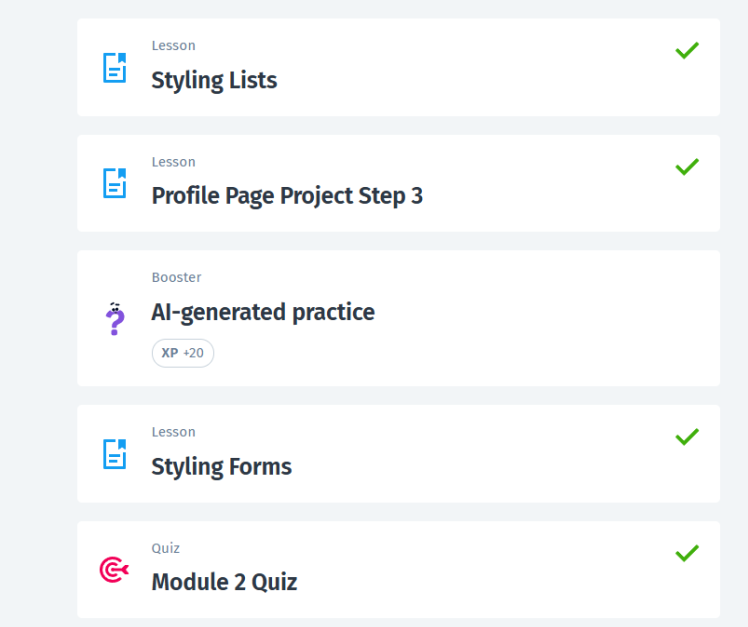 Lesson
Styling Lists
Lesson
Profile Page Project Step 3
Booster
AI-generated practice
XP +20
Lesson
Styling Forms
Quiz
Module 2 Quiz